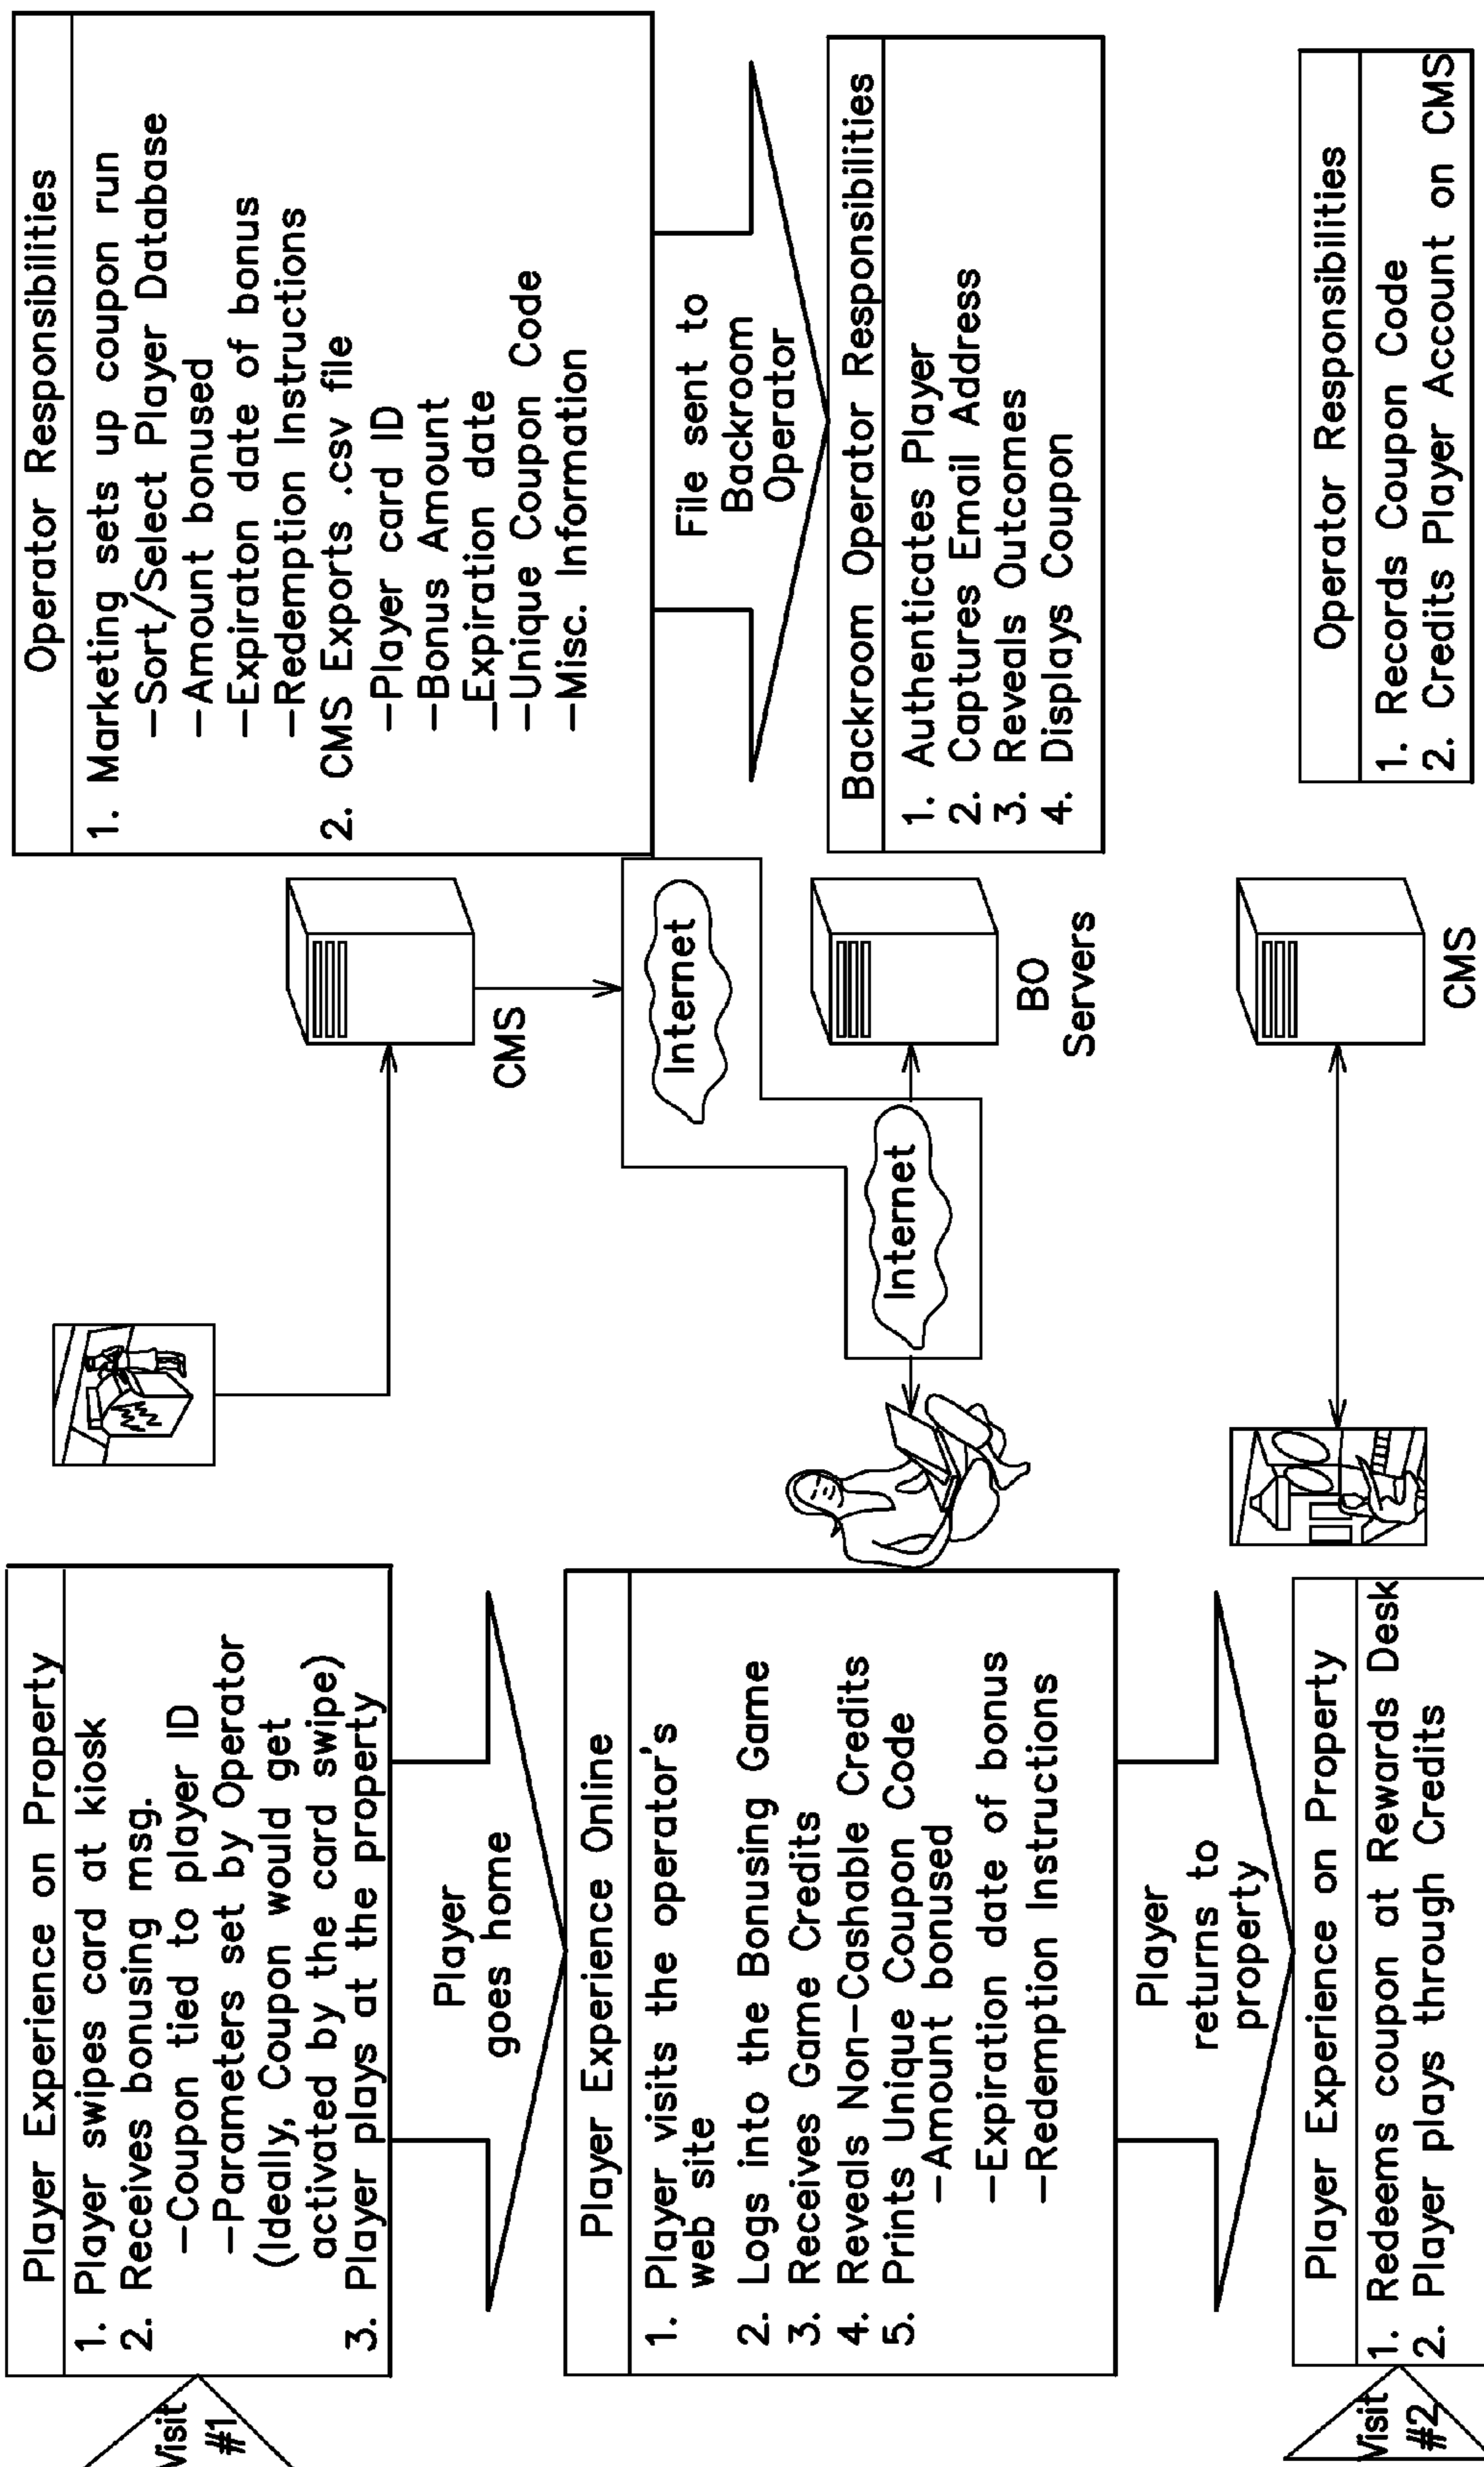 Visit
#1
Player Experience on Property
1. Player swipes card at kiosk
2. Receives bonusing msg.
-Coupon tied to player ID
-Parameters set by Operator
(Ideally, Coupon would get
activated by the card swipe)
3. Player plays at the property
CMS
Operator Responsibilities
1. Marketing sets up coupon run
-Sort/Select Player Database
-Amount bonused
-Expiraton date of bonus
-Redemption Instructions
2. CMS Exports .csv file
-Player card ID
-Bonus Amount
-Expiration date
-Unique Coupon Code
-Misc. Information
Player
goes home
Internet
File sent to
Backroom
Operator
Player Experience Online
1. Player visits the operator's
web site
2. Logs into the Bonusing Game
3. Receives Game Credits
4. Reveals Non-Cashable Credits
5. Prints Unique Coupon Code
-Amount bonused
-Expiration date of bonus
-Redemption Instructions
Internet
BO
Servers
Backroom Operator Responsibilities
1. Authenticates Player
2. Captures Email Address
3. Reveals Outcomes
4. Displays Coupon
Player
returns to
property
Visit
#2
Player Experience on Property
1. Redeems coupon at Rewards Desk
2. Player plays through Credits
CMS
Operator Responsibilities
1. Records Coupon Code
2. Credits Player Account on CMS